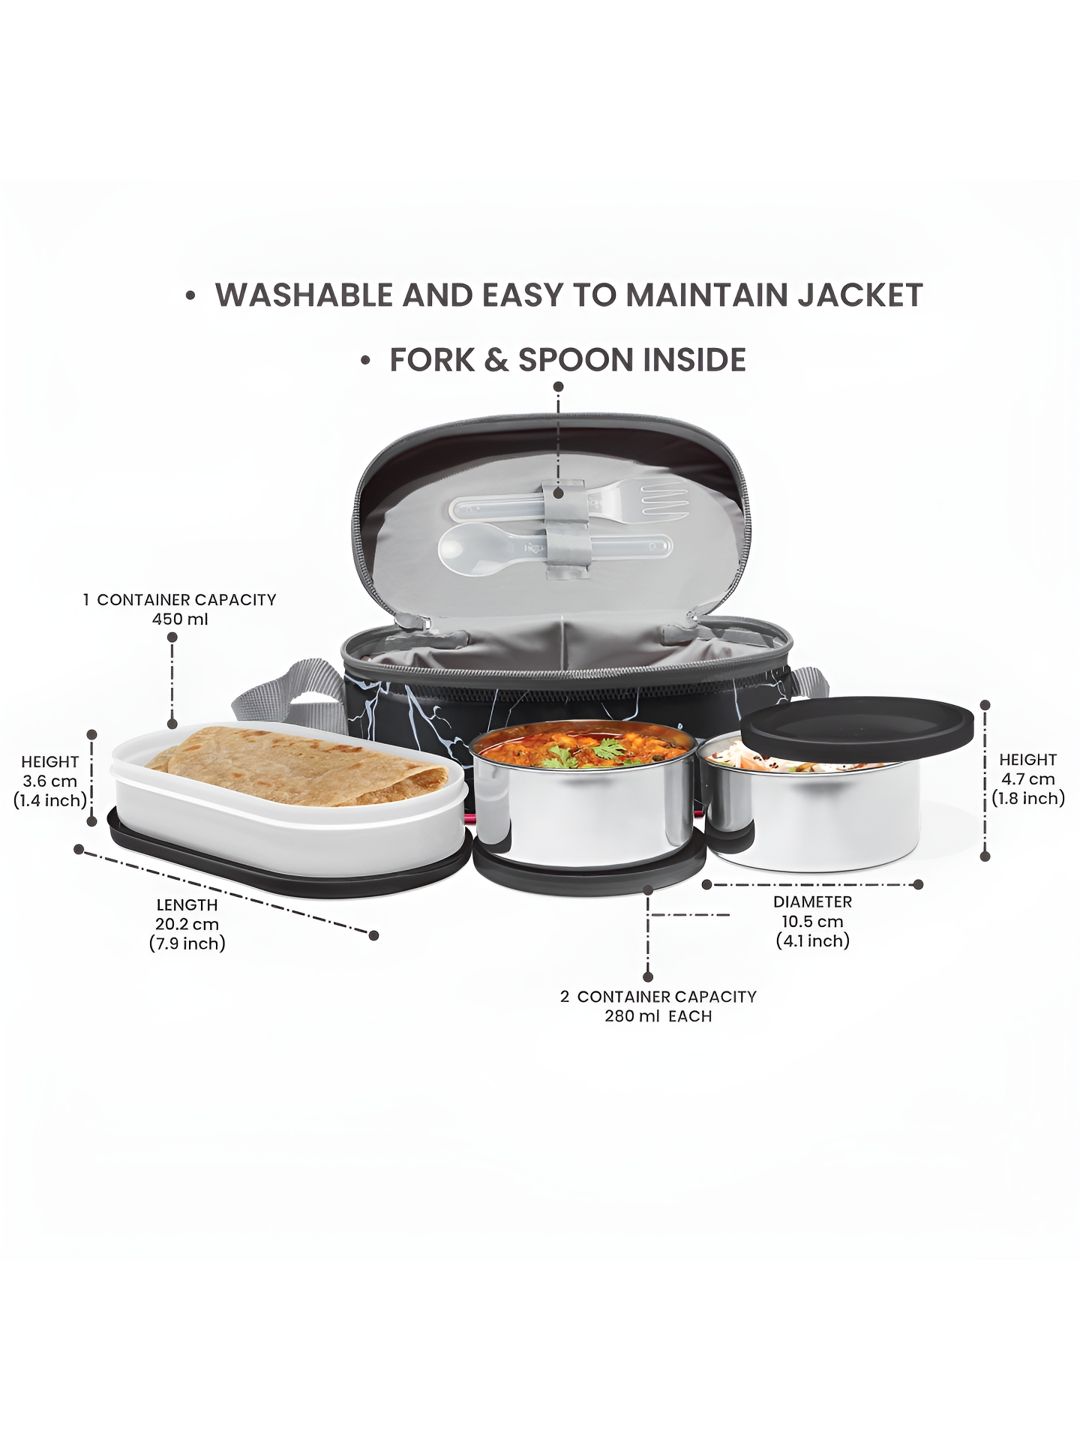 • WASHABLE AND EASY TO MAINTAIN JACKET
• FORK & SPOON INSIDE
1 CONTAINER CAPACITY
450 ml
HEIGHT
3.6 cm
(1.4 inch)
HEIGHT
4.7 cm
(1.8 inch)
LENGTH
20.2 cm
(7.9 inch)
DIAMETER
10.5 cm
(4.1 inch)
2 CONTAINER CAPACITY
280 ml EACH